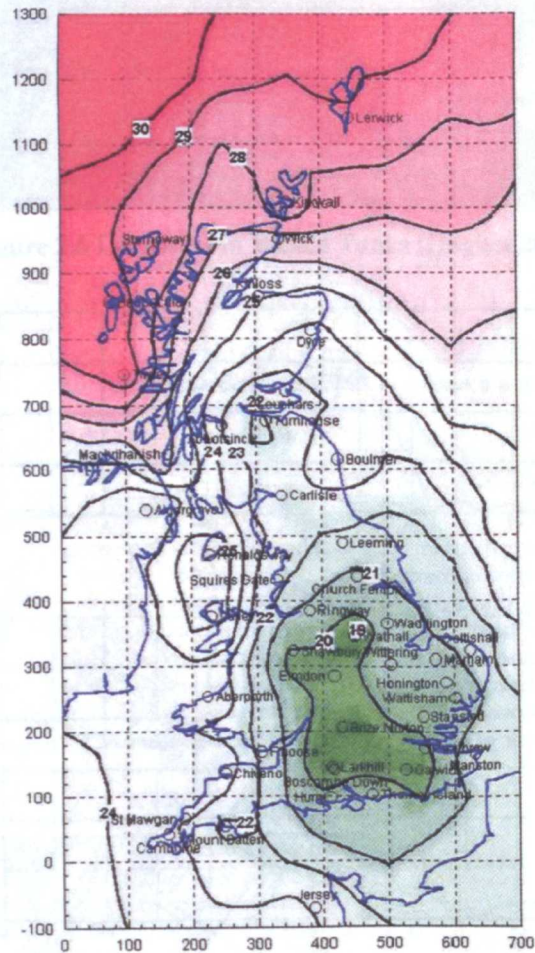 1300
1200
1100
1000
900
800
700
600
500
400
300
200
100
0
-100
30
29
28
Lerwick
Kirkwall
Stornoway
27
Wick
26
Kinloss
25
Dyce
22
Leuchars
Turnhouse
24 23
Machrihanish
Boulmer
Carlisle
Aldergrove
Leeming
25
Ronaldsway
21
Squires Gate
Church Fenton
22
Ringway
Waddington
20
18
Shawbury
Wittering
Marham
Elmdon
Honington
Wattisham
Aberporth
Stansted
Brize Norton
Manston
Larkhill
Gatwick
Chivenor
Boscombe Down
Hurn
24
St Mawgan
22
Mount Batten
Camborne
Jersey
0 100 200 300 400 500 600 700